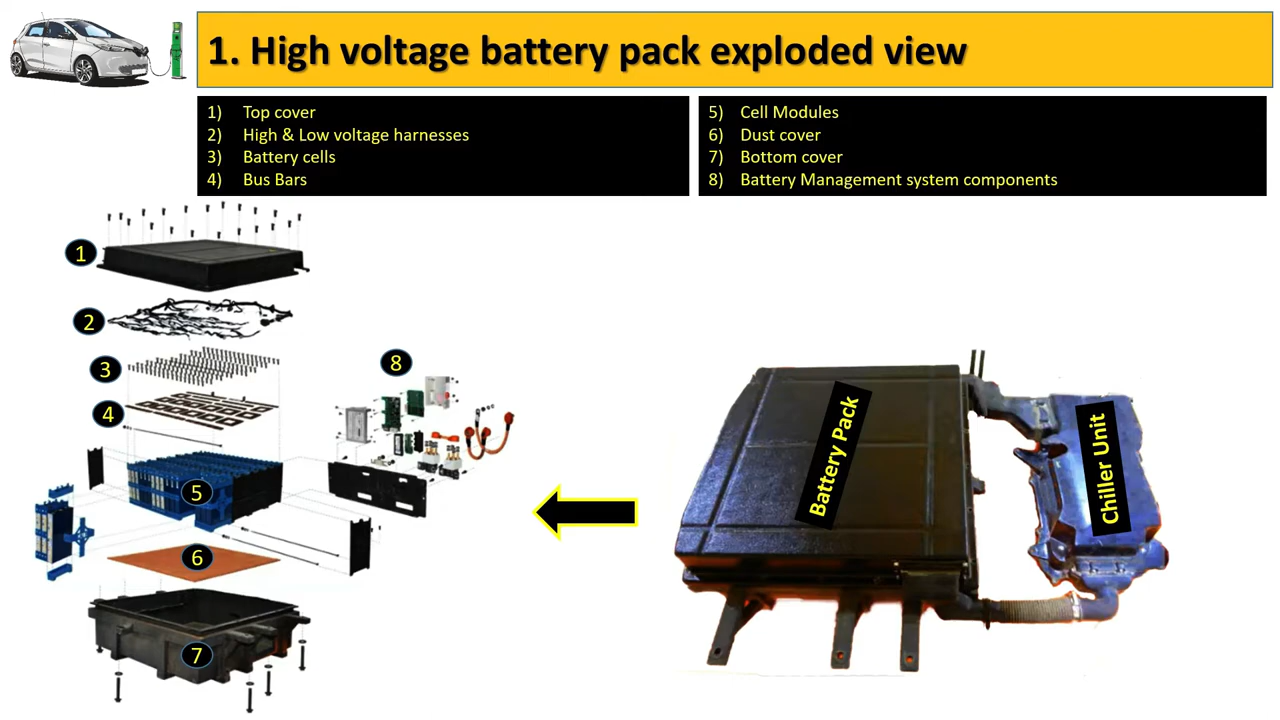 1. High voltage battery pack exploded view
1) Top cover
2) High & Low voltage harnesses
3) Battery cells
4) Bus Bars
5) Cell Modules
6) Dust cover
7) Bottom cover
8) Battery Management system components
1
2
3
4
5
6
7
8
Battery Pack
Chiller Unit